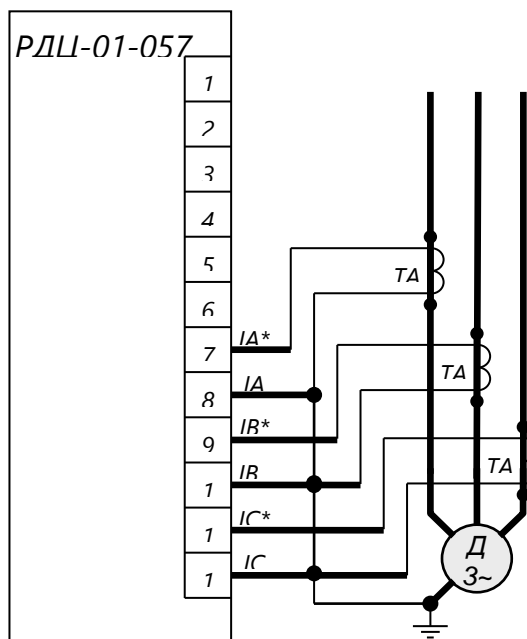 РДЦ-01-057
1
2
3
4
5
6
7
8
9
1
1
1
IA*
IA
IB*
IB
IC*
IC
TA
TA
TA
Д
3~